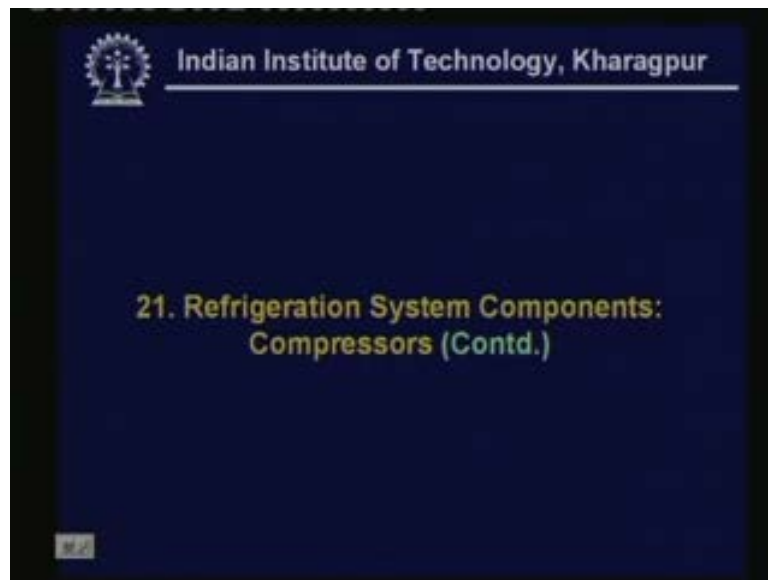 Indian Institute of Technology, Kharagpur
21. Refrigeration System Components:
Compressors (Contd.)